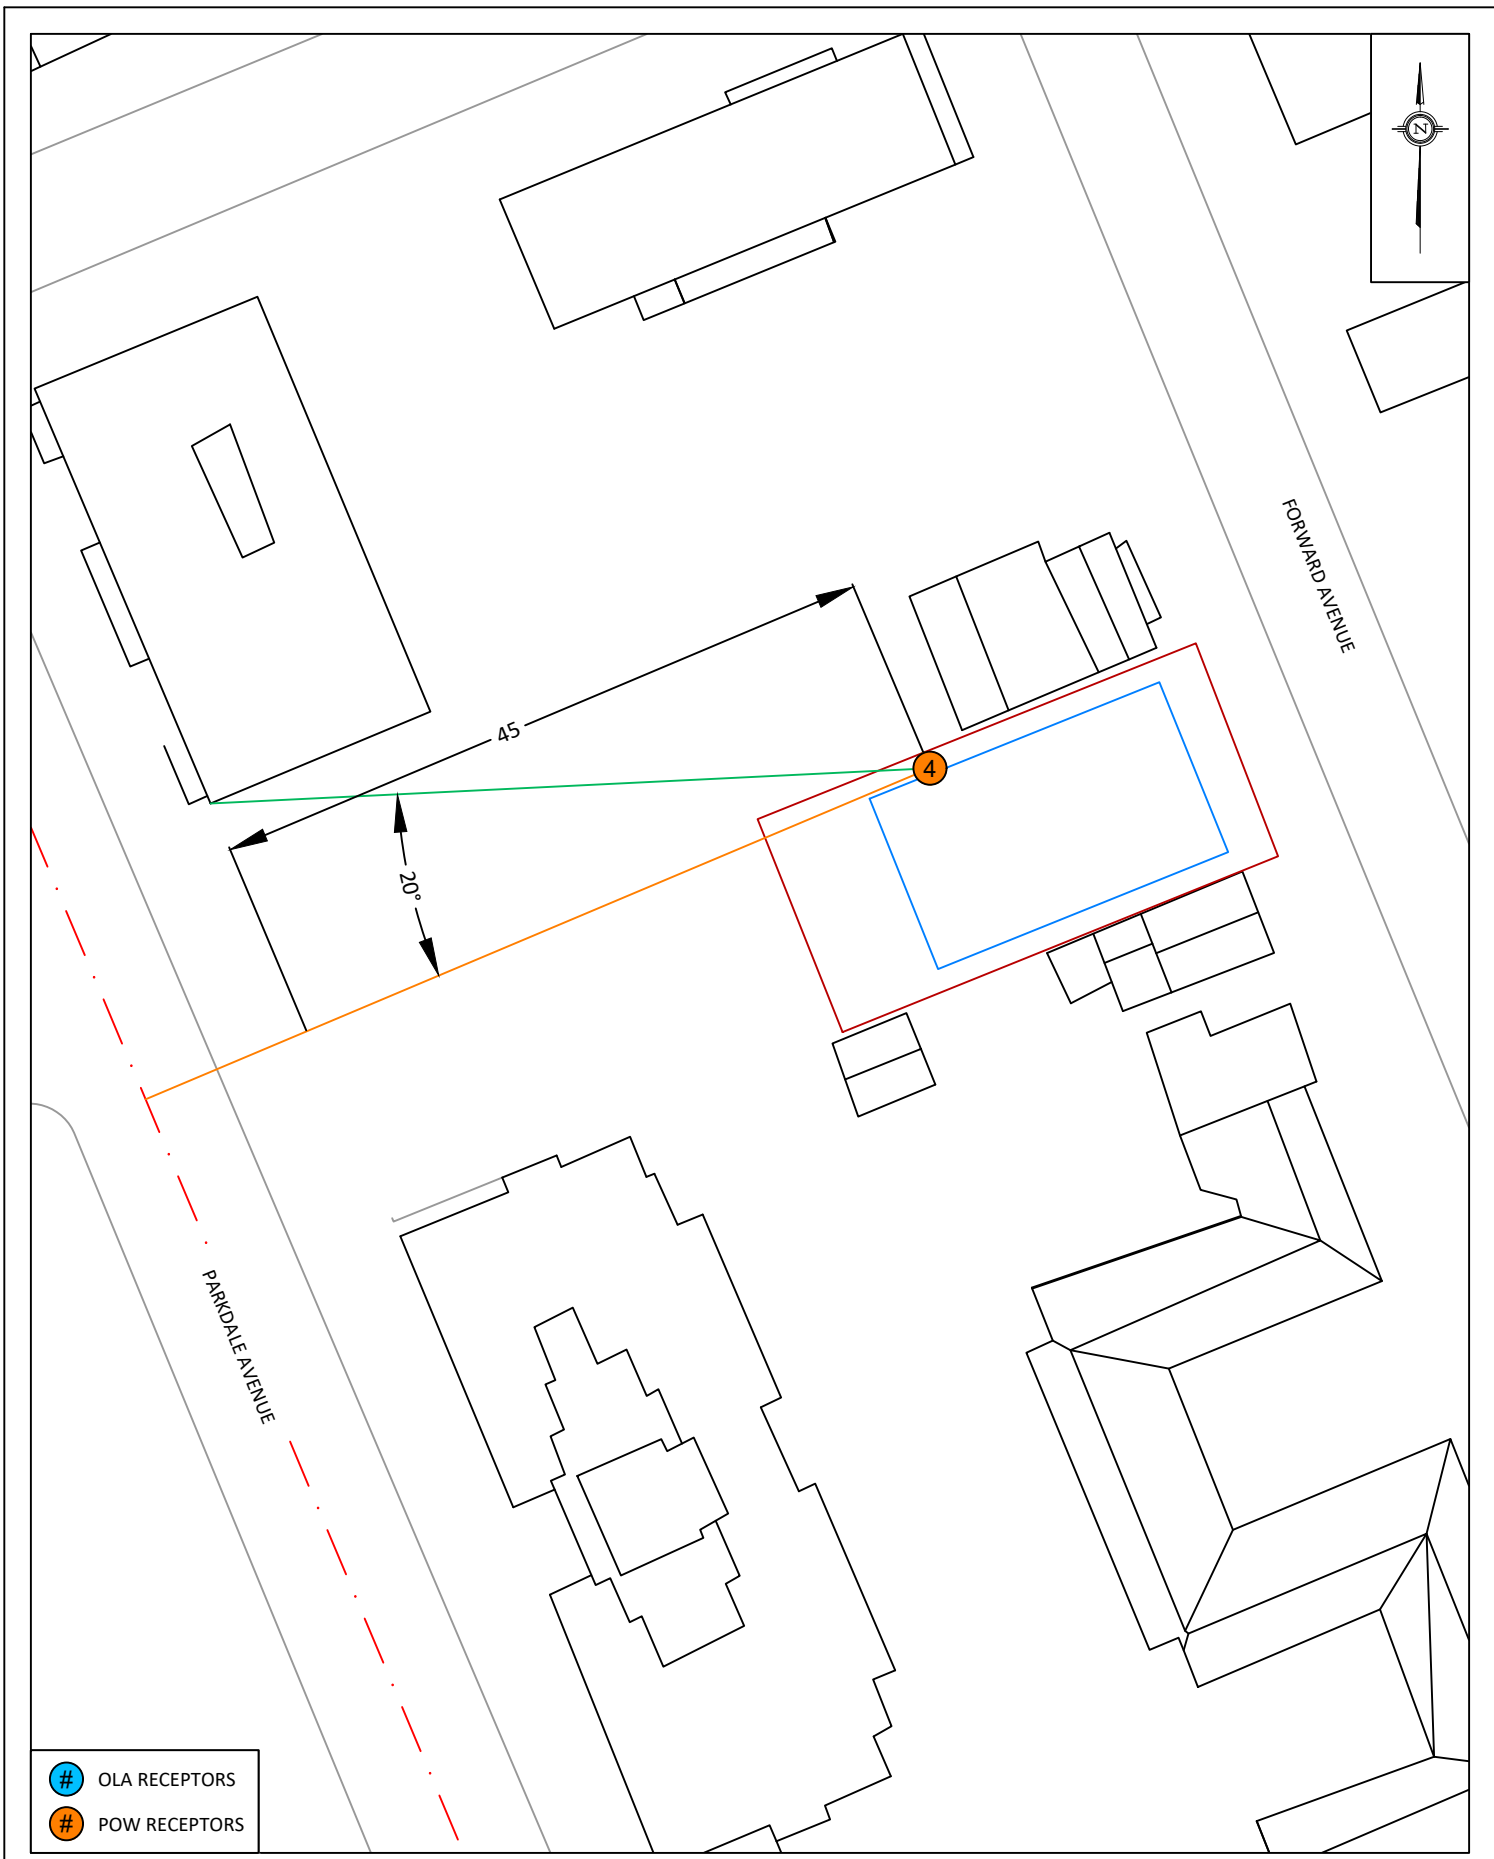 N
FORWARD AVENUE
45
4
20°
PARKDALE AVENUE
# OLA RECEPTORS
# POW RECEPTORS